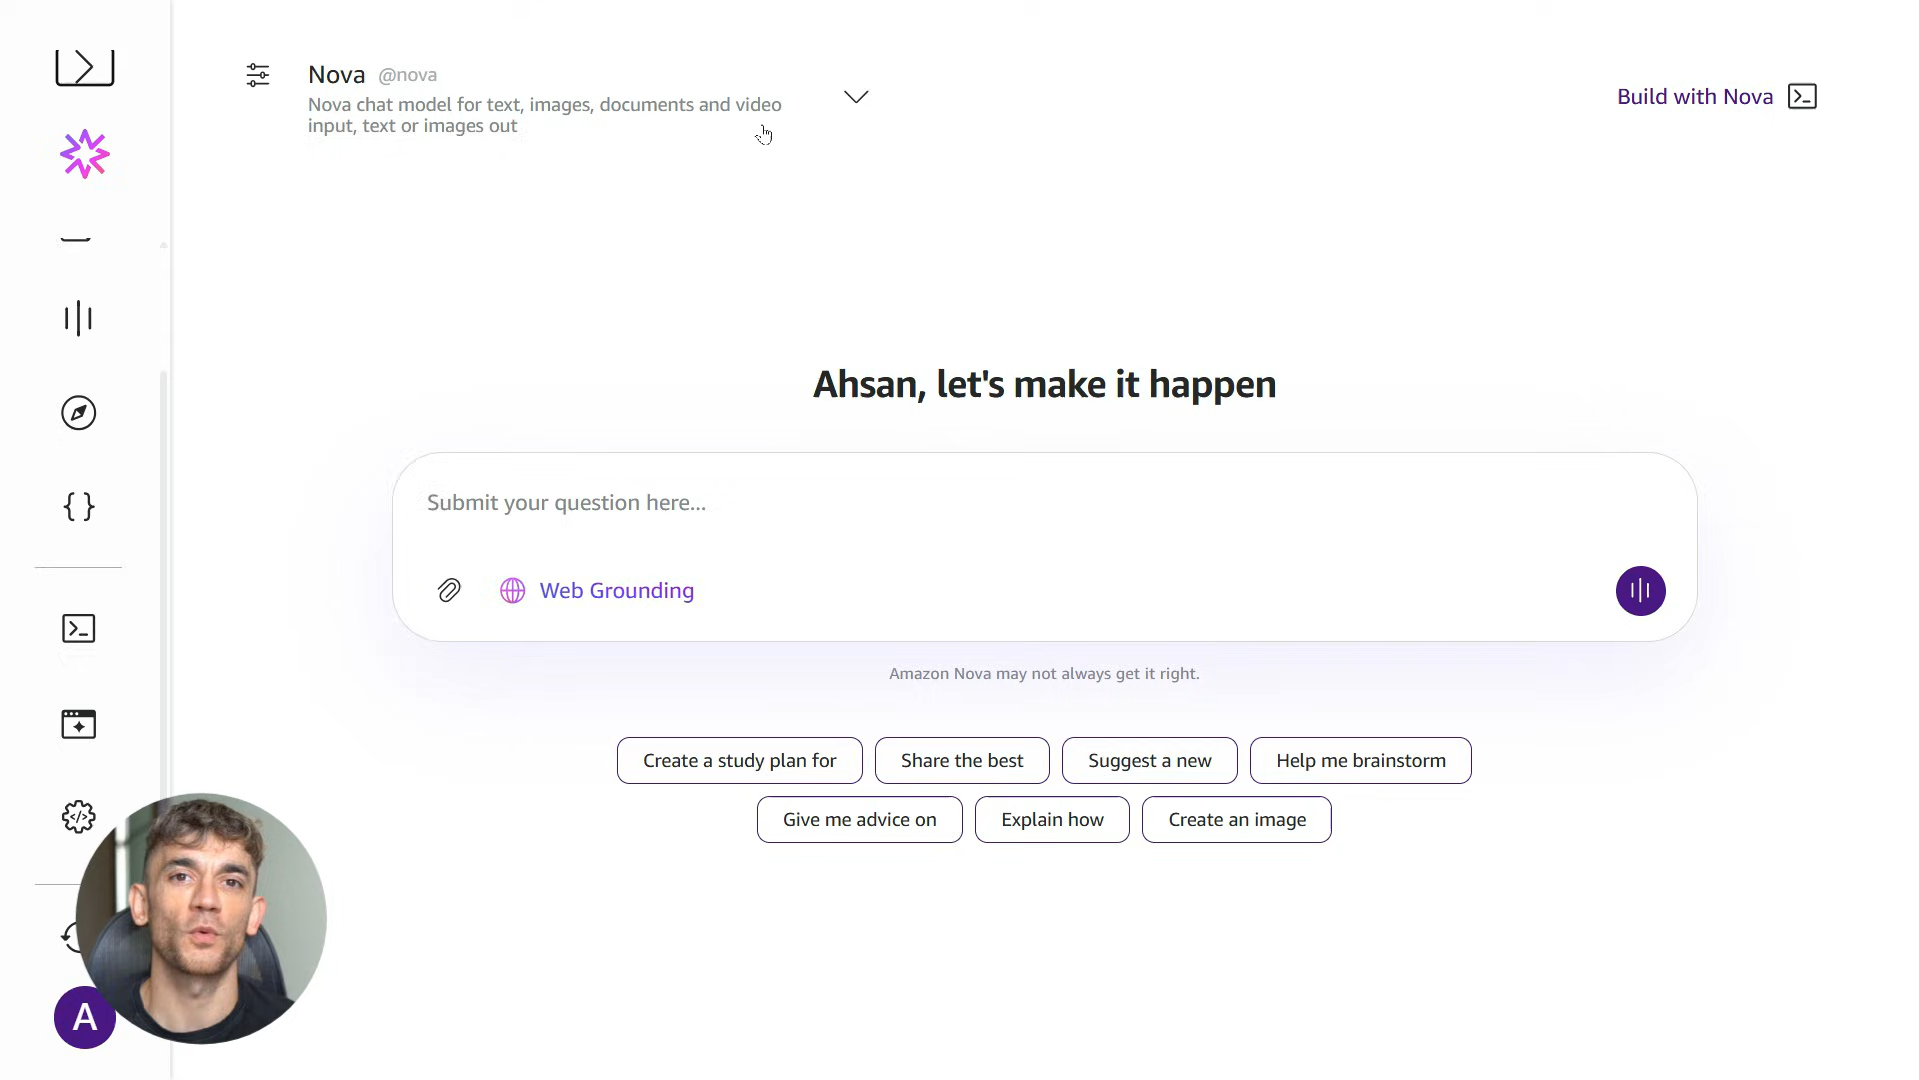 Nova @nova
Nova chat model for text, images, documents and video
input, text or images out
Build with Nova
Ahsan, let's make it happen
Submit your question here...
Web Grounding
Amazon Nova may not always get it right.
Create a study plan for
Share the best
Suggest a new
Help me brainstorm
Give me advice on
Explain how
Create an image
A